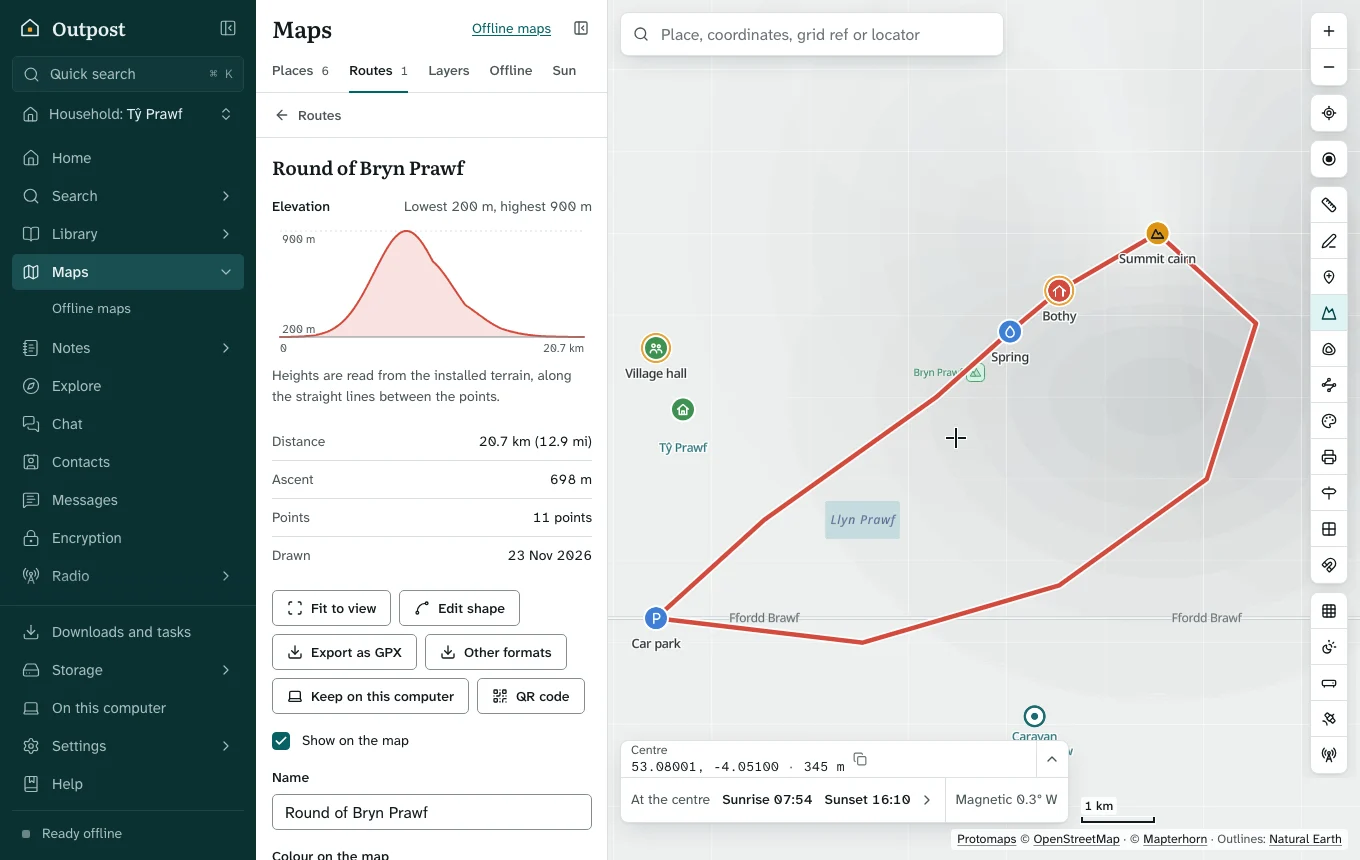 Outpost
Quick search ⌘ K
Household: Tŷ Prawf
Home
Search
Library
Maps
Offline maps
Notes
Explore
Chat
Contacts
Messages
Encryption
Radio
Downloads and tasks
Storage
On this computer
Settings
Help
Ready offline
Maps
Offline maps
Places 6 Routes 1 Layers Offline Sun
Routes
Round of Bryn Prawf
Elevation Lowest 200 m, highest 900 m
900 m
200 m
0 20.7 km
Heights are read from the installed terrain, along
the straight lines between the points.
Distance 20.7 km (12.9 mi)
Ascent 698 m
Points 11 points
Drawn 23 Nov 2026
Fit to view Edit shape
Export as GPX Other formats
Keep on this computer QR code
Show on the map
Name
Round of Bryn Prawf
Colour on the map
Place, coordinates, grid ref or locator
Summit cairn
Bothy
Spring
Village hall
Tŷ Prawf
Llyn Prawf
P
Car park
Ffordd Brawf
Ffordd Brawf
Caravan
Centre
53.08001, -4.05100 · 345 m
At the centre Sunrise 07:54 Sunset 16:10 Magnetic 0.3° W
1 km
Protomaps © OpenStreetMap · © Mapterhorn · Outlines: Natural Earth